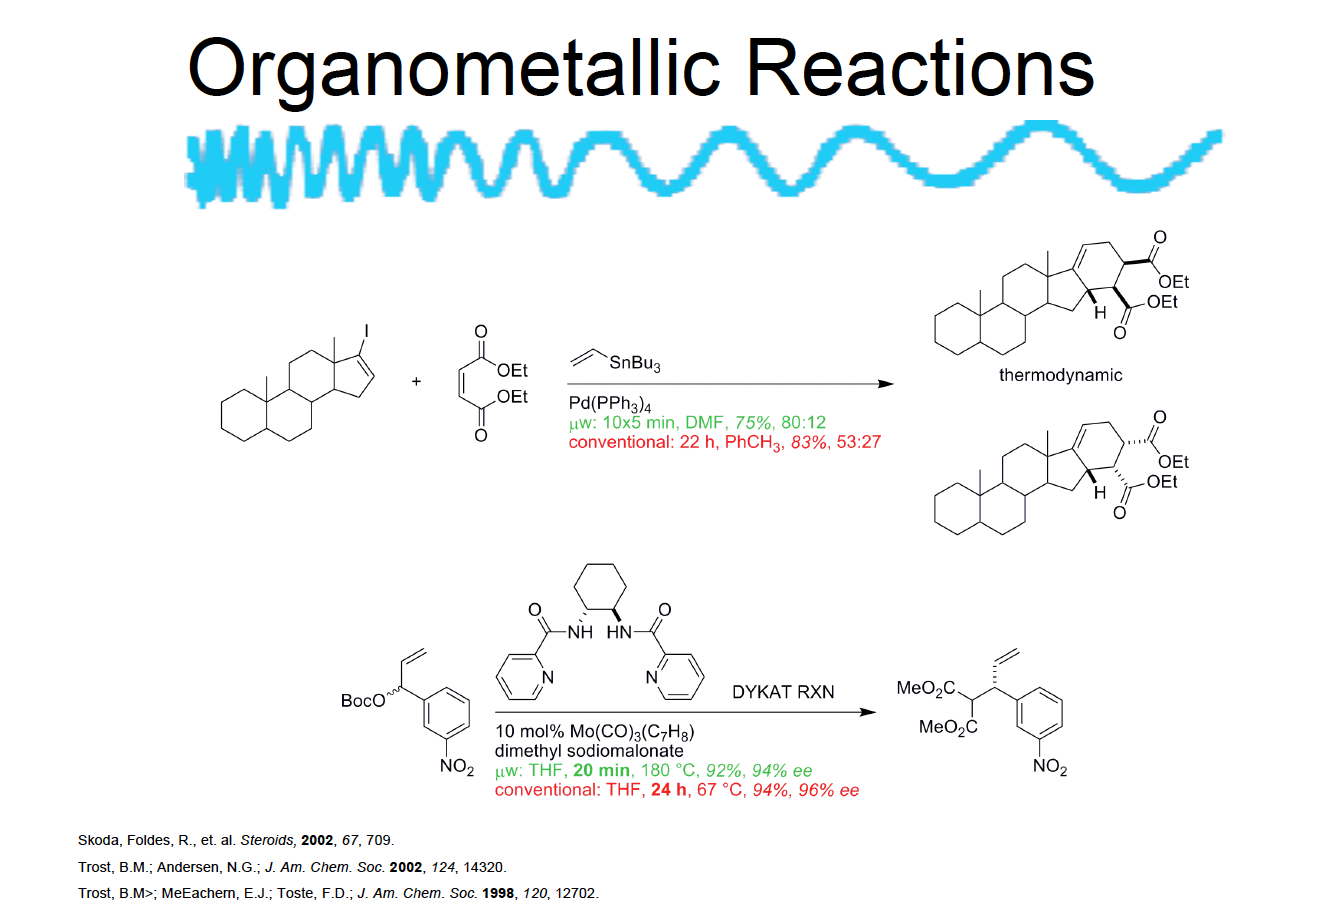 Organometallic Reactions
I
O
OEt
OEt
O
+
SnBu3
Pd(PPh3)4
μw: 10x5 min, DMF, 75%, 80:12
conventional: 22 h, PhCH3, 83%, 53:27
O
OEt
OEt
H
O
thermodynamic
O
OEt
OEt
H
O
O
O
NH HN
N
N
DYKAT RXN
BocO
NO2
10 mol% Mo(CO)3(C7H8)
dimethyl sodiomalonate
μw: THF, 20 min, 180 °C, 92%, 94% ee
conventional: THF, 24 h, 67 °C, 94%, 96% ee
MeO2C
MeO2C
NO2
Skoda, Foldes, R., et. al. Steroids, 2002, 67, 709.
Trost, B.M.; Andersen, N.G.; J. Am. Chem. Soc. 2002, 124, 14320.
Trost, B.M>; MeEachern, E.J.; Toste, F.D.; J. Am. Chem. Soc. 1998, 120, 12702.